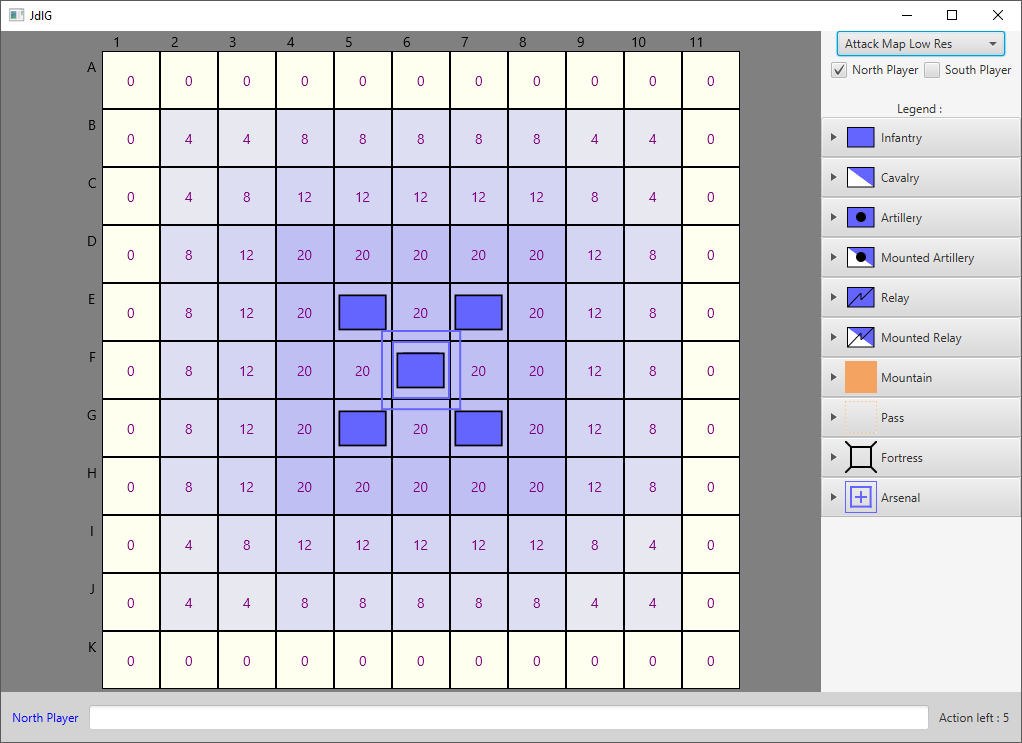 JdlG
Attack Map Low Res
North Player South Player
Legend :
Infantry
Cavalry
Artillery
Mounted Artillery
Relay
Mounted Relay
Mountain
Pass
Fortress
Arsenal
1 2 3 4 5 6 7 8 9 10 11
A 0 0 0 0 0 0 0 0 0 0 0
B 0 4 4 8 8 8 8 8 4 4 0
C 0 4 8 12 12 12 12 12 8 4 0
D 0 8 12 20 20 20 20 20 12 8 0
E 0 8 12 20 20 20 12 8 0
F 0 8 12 20 20 20 20 12 8 0
G 0 8 12 20 20 20 12 8 0
H 0 8 12 20 20 20 20 20 12 8 0
I 0 4 8 12 12 12 12 12 8 4 0
J 0 4 4 8 8 8 8 8 4 4 0
K 0 0 0 0 0 0 0 0 0 0 0
North Player Action left : 5